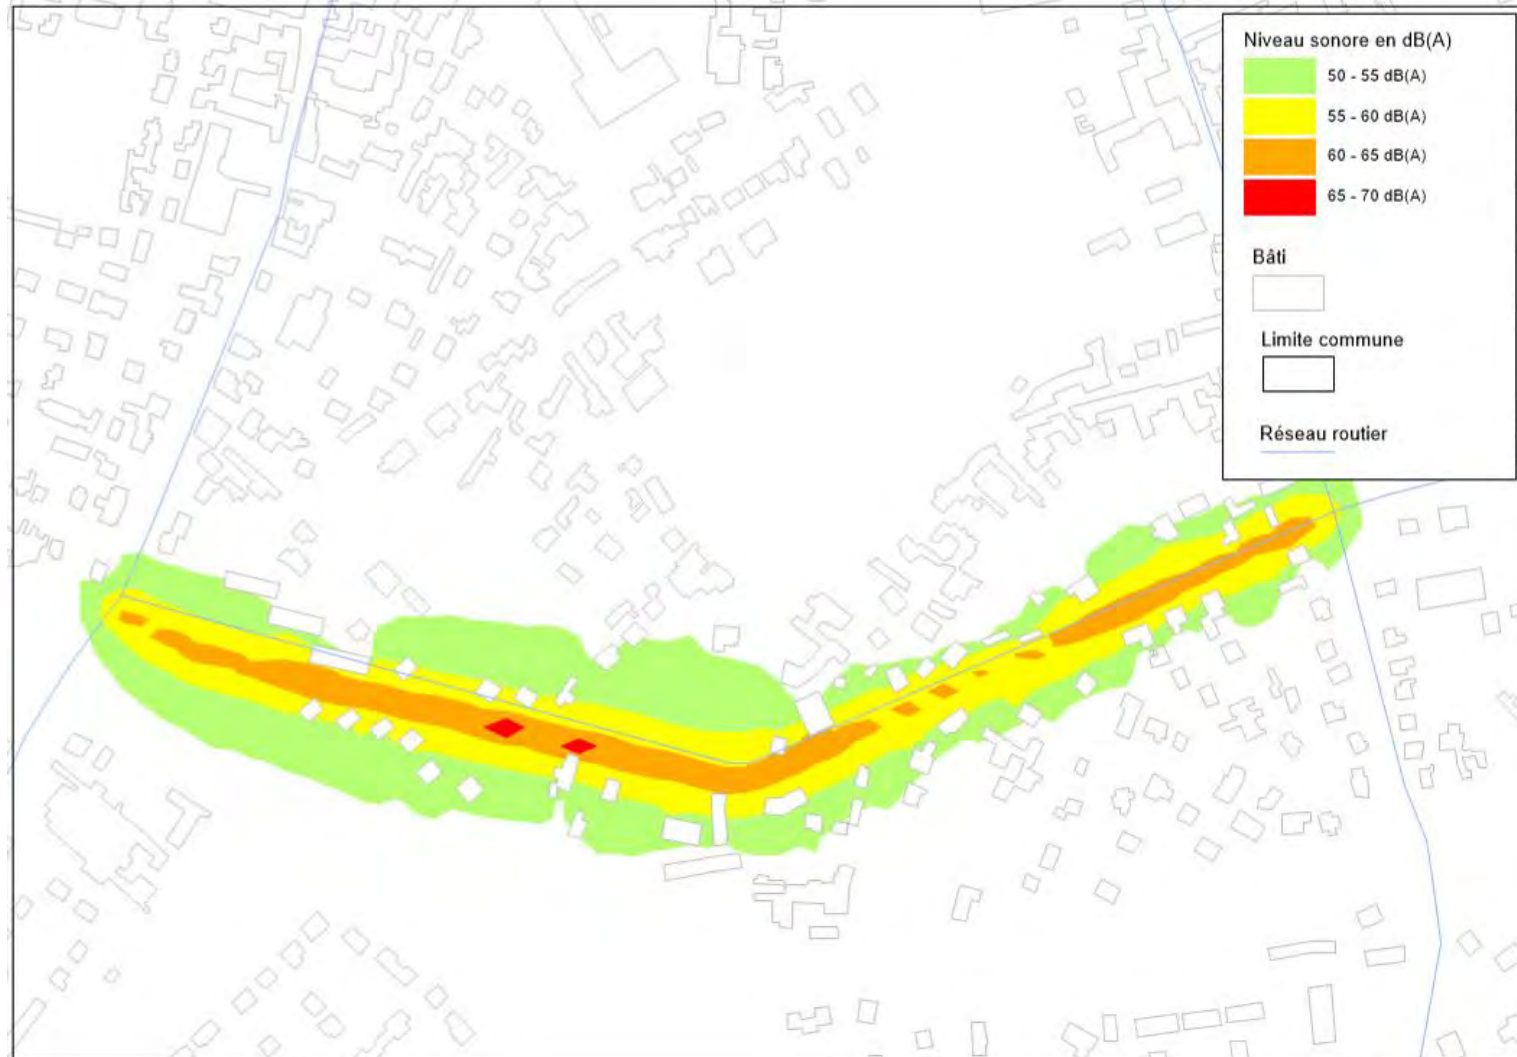 Niveau sonore en dB(A)
50 - 55 dB(A)
55 - 60 dB(A)
60 - 65 dB(A)
65 - 70 dB(A)
Bâti
Limite commune
Réseau routier